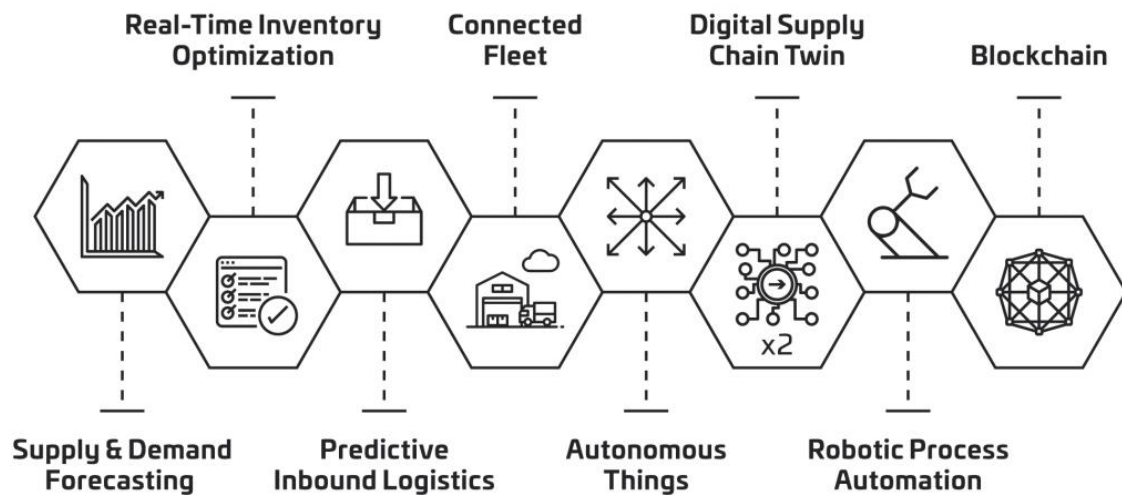 Real-Time Inventory
Optimization
Connected
Fleet
Digital Supply
Chain Twin
Blockchain
x2
Supply & Demand
Forecasting
Predictive
Inbound Logistics
Autonomous
Things
Robotic Process
Automation